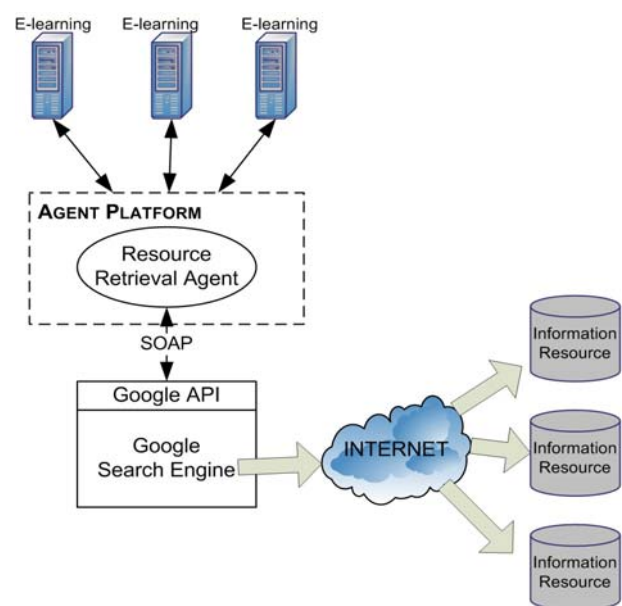 E-learning
E-learning
E-learning
AGENT PLATFORM
Resource
Retrieval Agent
SOAP
Google API
Google
Search Engine
INTERNET
Information
Resource
Information
Resource
Information
Resource